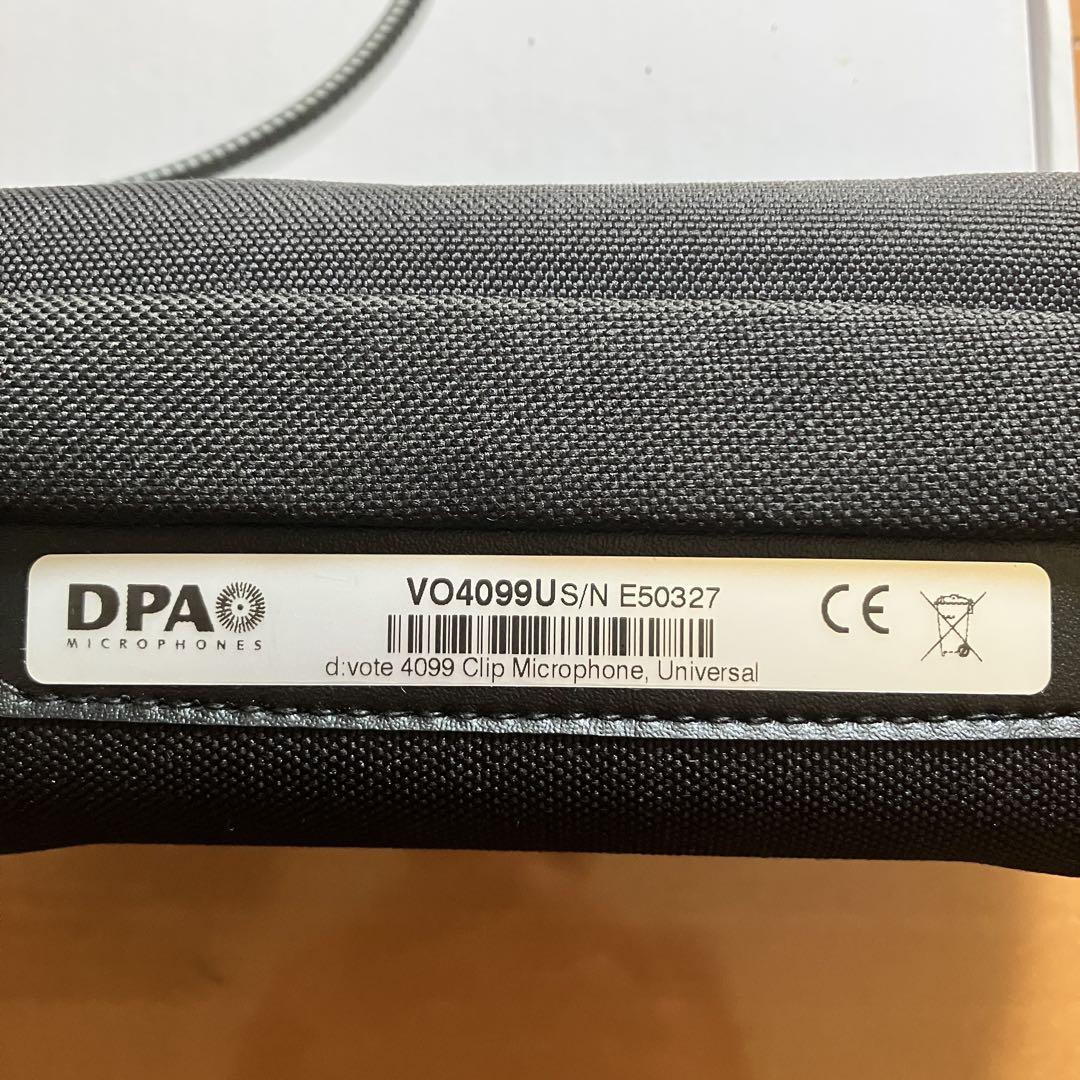 DPA
MICROPHONES
VO4099U S/N E50327
d:vote 4099 Clip Microphone, Universal
CE